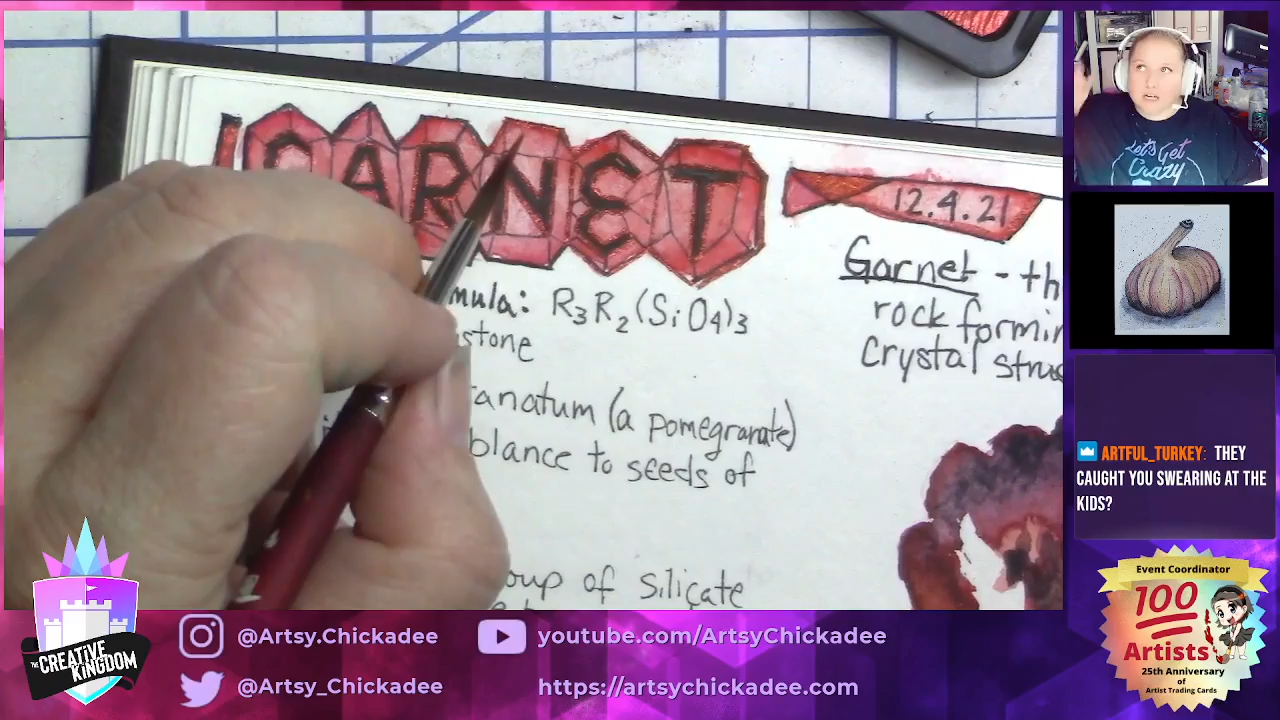 GARNET
12.4.21
Garnet - th
rock formin
Crystal struc
mula: R3R2(SiO4)3
stone
anatum (a pomegranate)
blance to seeds of
oup of silicate
LET'S GET
CRAZY
ARTFUL_TURKEY: THEY
CAUGHT YOU SWEARING AT THE
KIDS?
Event Coordinator
100
Artists
25th Anniversary
of
Artist Trading Cards
THE CREATIVE
KINGDOM
@Artsy.Chickadee
youtube.com/ArtsyChickadee
@Artsy_Chickadee
https://artsychickadee.com